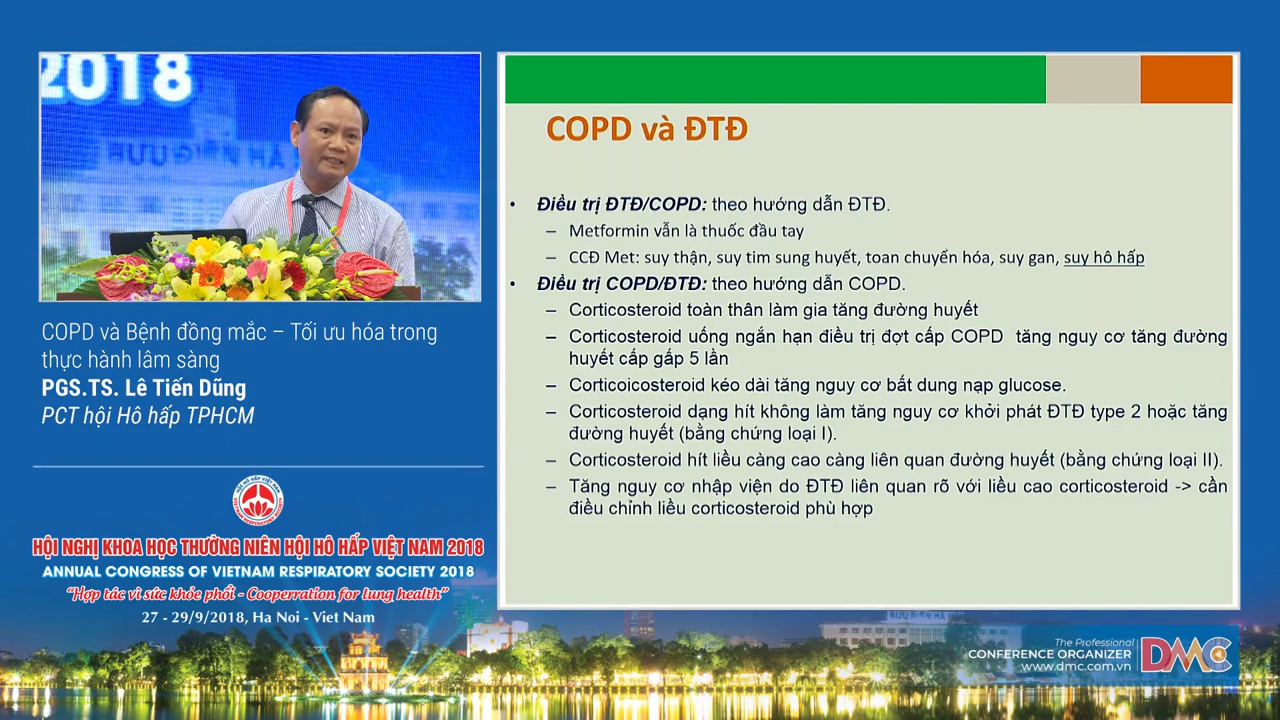 2018
BƯU ĐIỆN HÀ
COPD và Bệnh đồng mắc – Tối ưu hóa trong
thực hành lâm sàng
PGS.TS. Lê Tiến Dũng
PCT hội Hô hấp TPHCM
HỘI NGHỊ KHOA HỌC THƯỜNG NIÊN HỘI HÔ HẤP VIỆT NAM 2018
ANNUAL CONGRESS OF VIETNAM RESPIRATORY SOCIETY 2018
“Hợp tác vì sức khỏe phổi - Cooperration for lung health”
27 - 29/9/2018, Ha Noi - Viet Nam
COPD và ĐTĐ
• Điều trị ĐTĐ/COPD: theo hướng dẫn ĐTĐ.
– Metformin vẫn là thuốc đầu tay
– CCĐ Met: suy thận, suy tim sung huyết, toan chuyển hóa, suy gan, suy hô hấp
• Điều trị COPD/ĐTĐ: theo hướng dẫn COPD.
– Corticosteroid toàn thân làm gia tăng đường huyết
– Corticosteroid uống ngắn hạn điều trị đợt cấp COPD tăng nguy cơ tăng đường
huyết cấp gấp 5 lần
– Corticoicosteroid kéo dài tăng nguy cơ bất dung nạp glucose.
– Corticosteroid dạng hít không làm tăng nguy cơ khởi phát ĐTĐ type 2 hoặc tăng
đường huyết (bằng chứng loại I).
– Corticosteroid hít liều càng cao càng liên quan đường huyết (bằng chứng loại II).
– Tăng nguy cơ nhập viện do ĐTĐ liên quan rõ với liều cao corticosteroid -> cần
điều chỉnh liều corticosteroid phù hợp
BƯU ĐIỆN HÀ
The Professional
CONFERENCE ORGANIZER
www.dmc.com.vn
DMC